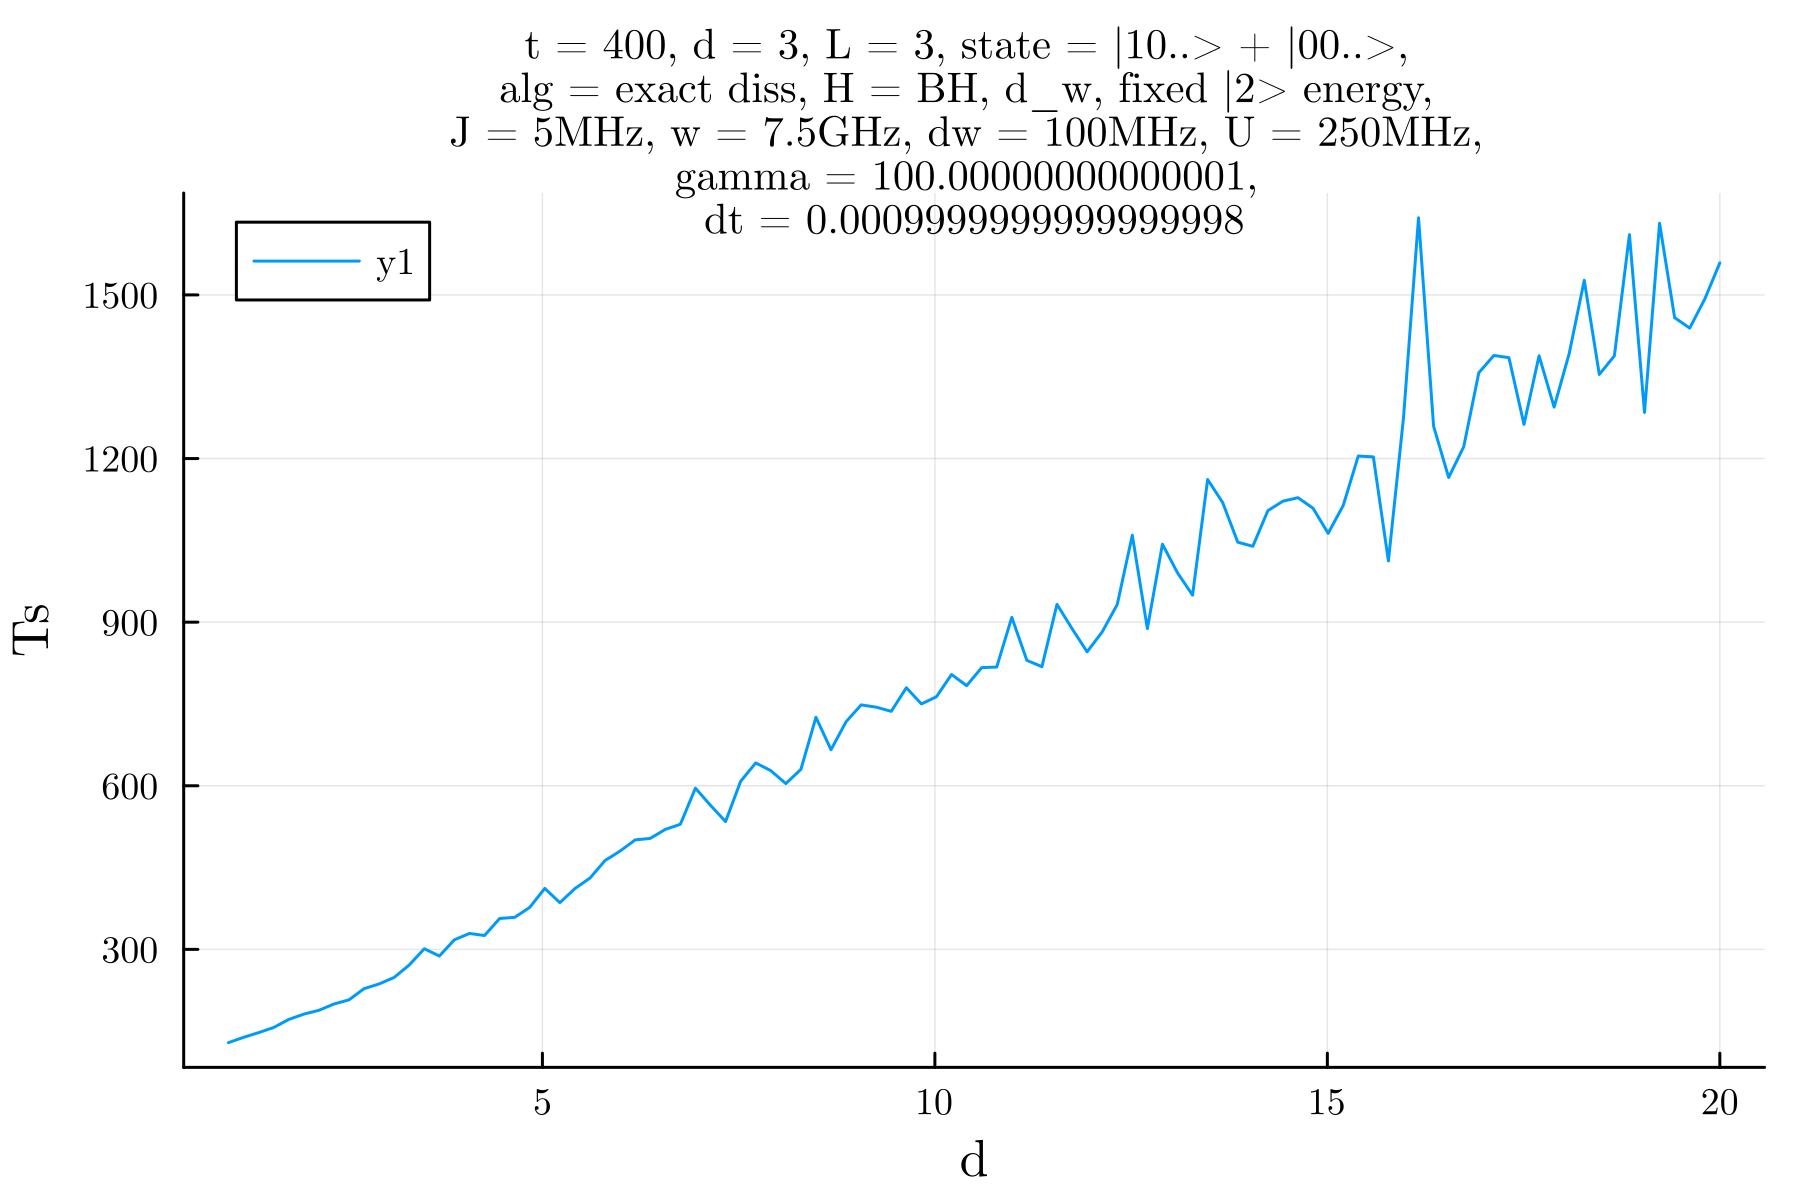 t = 400, d = 3, L = 3, state = |10..> + |00..>,
alg = exact diss, H = BH, d_w, fixed |2> energy,
J = 5MHz, w = 7.5GHz, dw = 100MHz, U = 250MHz,
gamma = 100.00000000000001,
dt = 0.0009999999999999998
y1
1500
1200
900
600
300
Ts
5 10 15 20
d